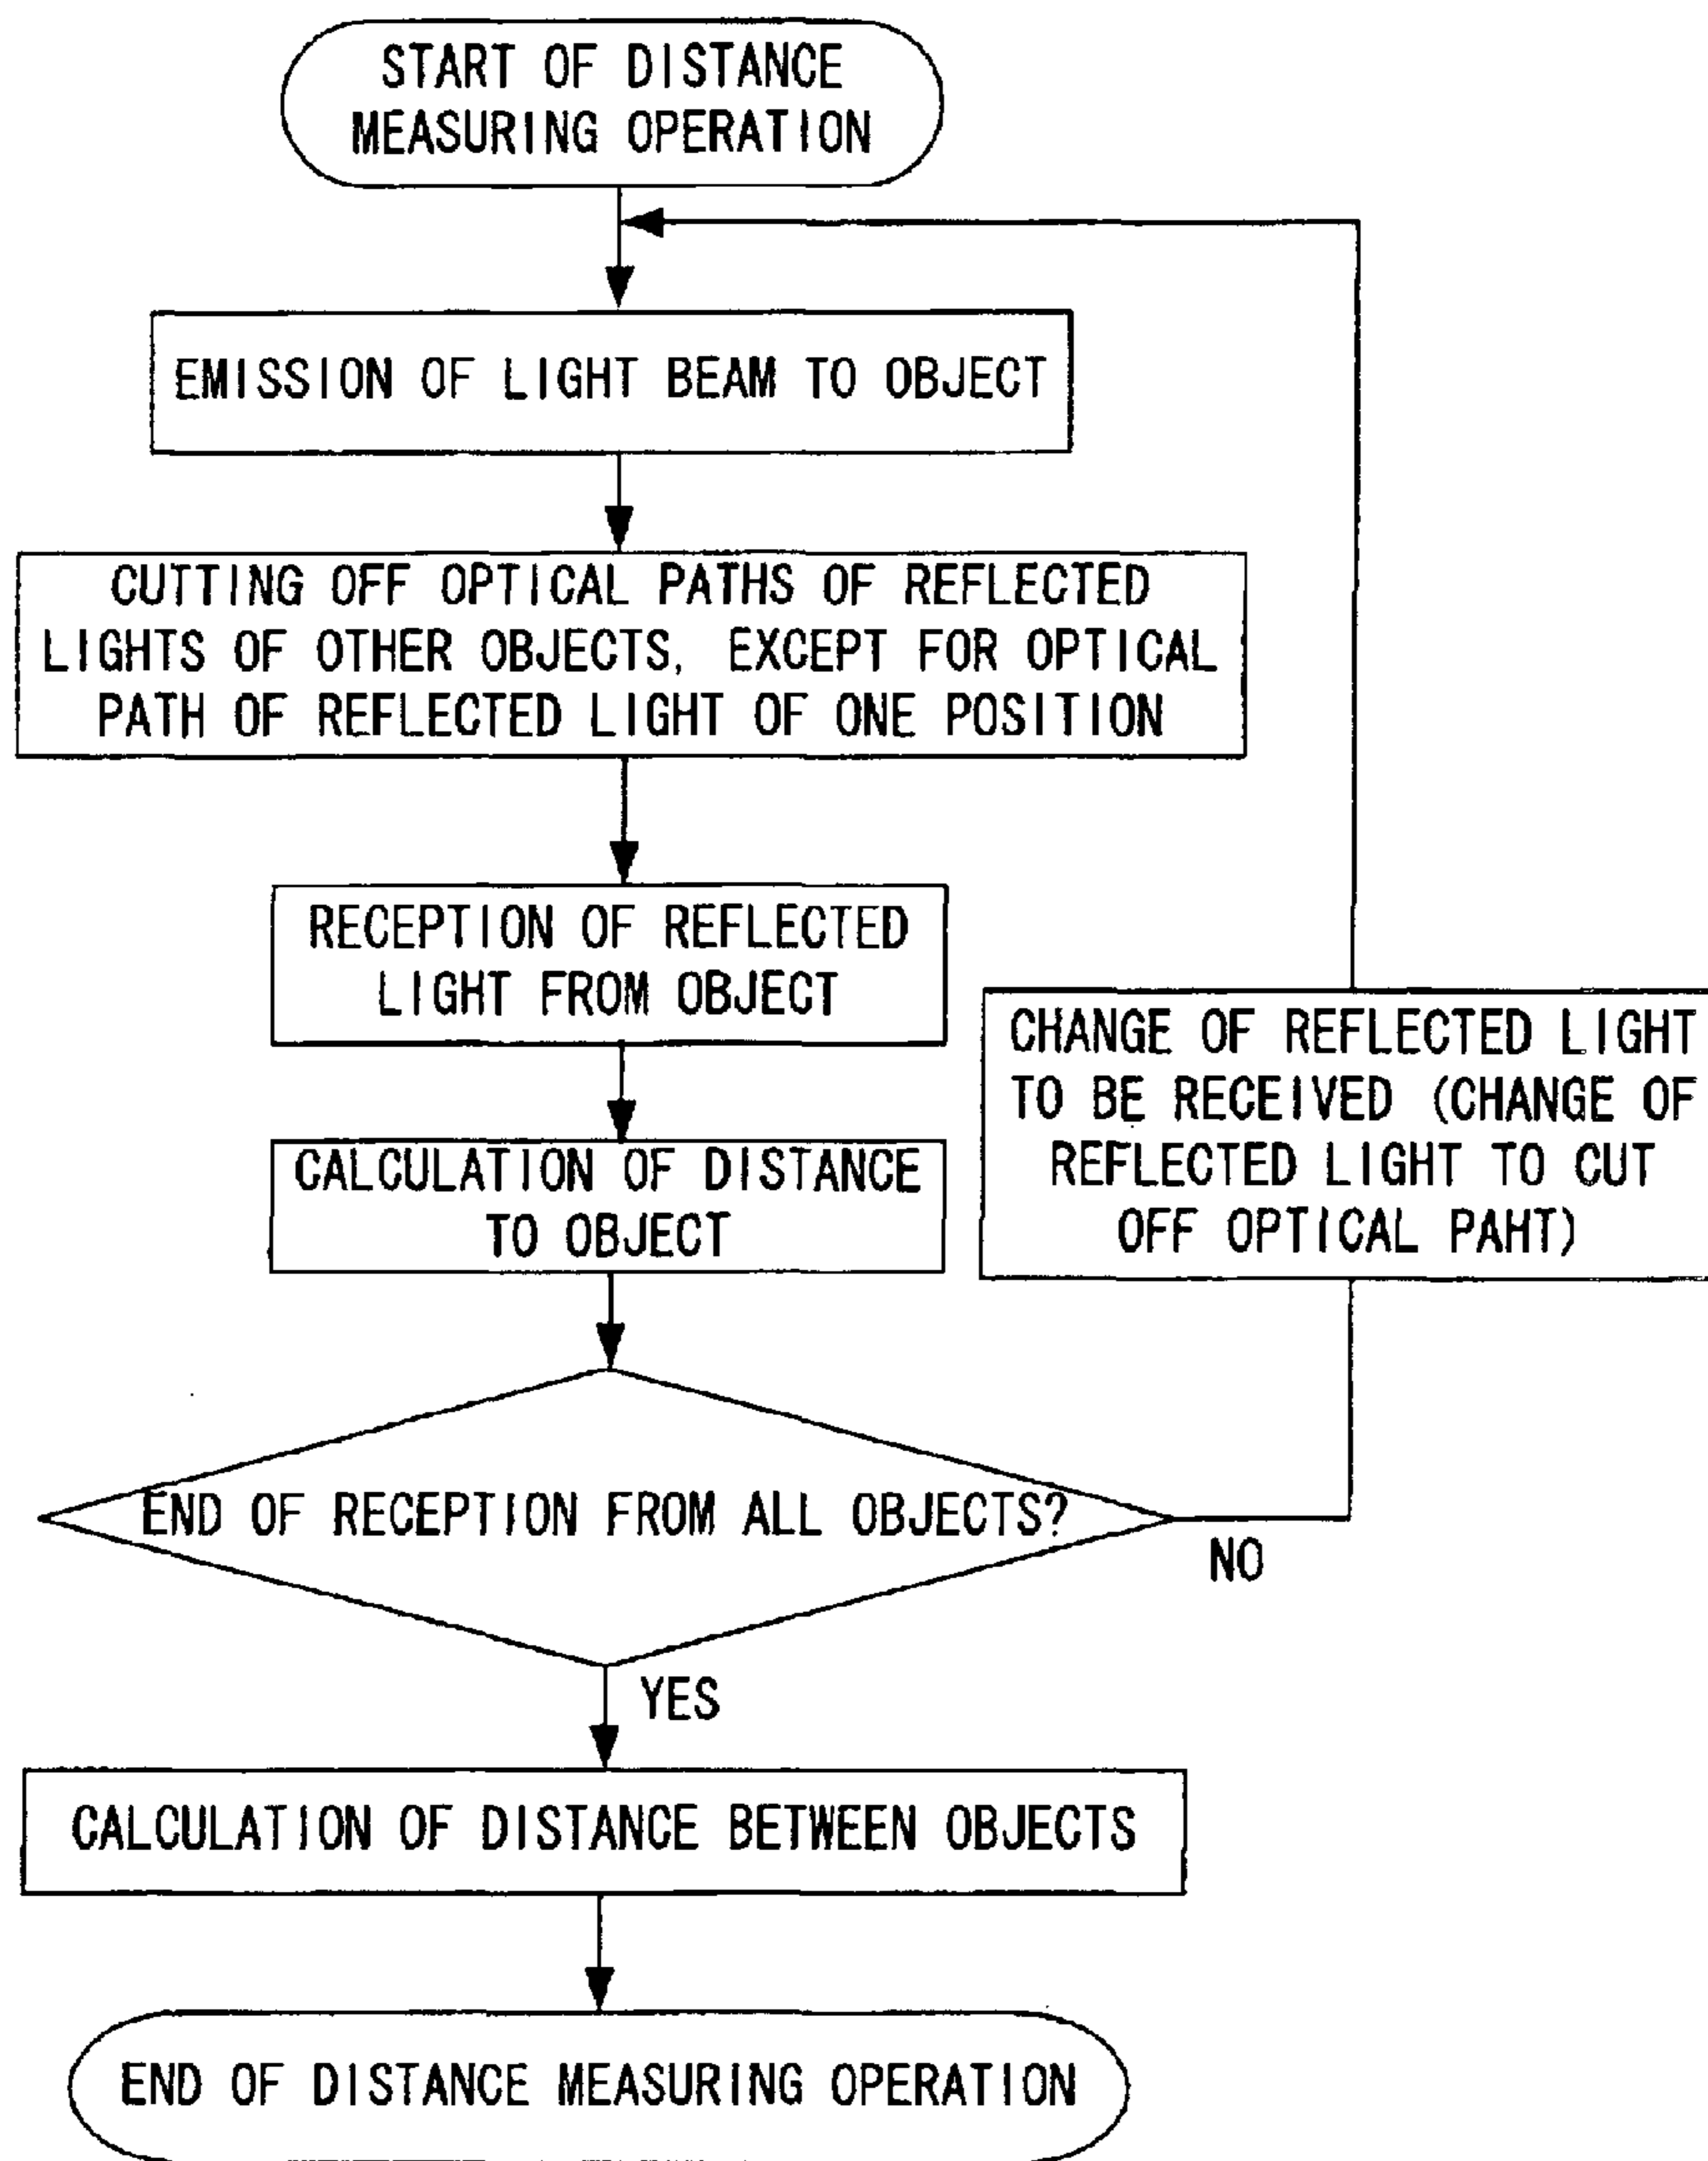 START OF DISTANCE
MEASURING OPERATION
EMISSION OF LIGHT BEAM TO OBJECT
CUTTING OFF OPTICAL PATHS OF REFLECTED
LIGHTS OF OTHER OBJECTS, EXCEPT FOR OPTICAL
PATH OF REFLECTED LIGHT OF ONE POSITION
RECEPTION OF REFLECTED
LIGHT FROM OBJECT
CALCULATION OF DISTANCE
TO OBJECT
CHANGE OF REFLECTED LIGHT
TO BE RECEIVED (CHANGE OF
REFLECTED LIGHT TO CUT
OFF OPTICAL PAHT)
END OF RECEPTION FROM ALL OBJECTS?
NO
YES
CALCULATION OF DISTANCE BETWEEN OBJECTS
END OF DISTANCE MEASURING OPERATION